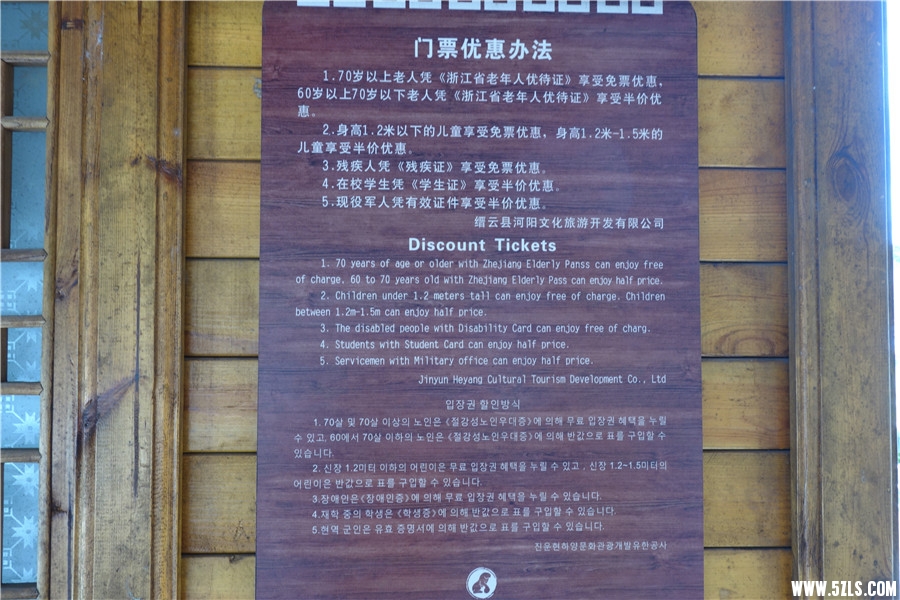 门票优惠办法
1.70岁以上老人凭《浙江省老年人优待证》享受免票优惠，
60岁以上70岁以下老人凭《浙江省老年人优待证》享受半价优
惠。
2.身高1.2米以下的儿童享受免票优惠，身高1.2米-1.5米的
儿童享受半价优惠。
3.残疾人凭《残疾证》享受免票优惠。
4.在校学生凭《学生证》享受半价优惠。
5.现役军人凭有效证件享受半价优惠。
缙云县河阳文化旅游开发有限公司
Discount Tickets
1. 70 years of age or older with Zhejiang Elderly Panss can enjoy free
of charge. 60 to 70 years old with Zhejiang Elderly Pass can enjoy half price.
2. Children under 1.2 meters tall can enjoy free of charge. Children
between 1.2m-1.5m can enjoy half price.
3. The disabled people with Disability Card can enjoy free of charg.
4. Students with Student Card can enjoy half price.
5. Servicemen with Military office can enjoy half price.
Jinyun Heyang Cultural Tourism Development Co., Ltd
입장권 할인방식
1. 70살 및 70살 이상의 노인은《절강성노인우대증》에 의해 무료 입장권 혜택을 누릴
수 있고, 60에서 70살 이하의 노인은《절강성노인우대증》에 의해 반값으로 표를 구입할 수
있습니다.
2. 신장 1.2미터 이하의 어린이은 무료 입장권 혜택을 누릴 수 있고, 신장 1.2~1.5미터의
어린이은 반값으로 표를 구입할 수 있습니다.
3.장애인은《장애민증》에 의해 무료 입장권 혜택을 누릴 수 있습니다.
4.재학 중의 학생은《학생증》에 의해 반값으로 표를 구입할 수 있습니다.
5.현역 군인은 유효 증명서에 의해 반값으로 표를 구입할 수 있습니다.
진운현하양문화관광개발유한공사
WWW.5ZLS.COM